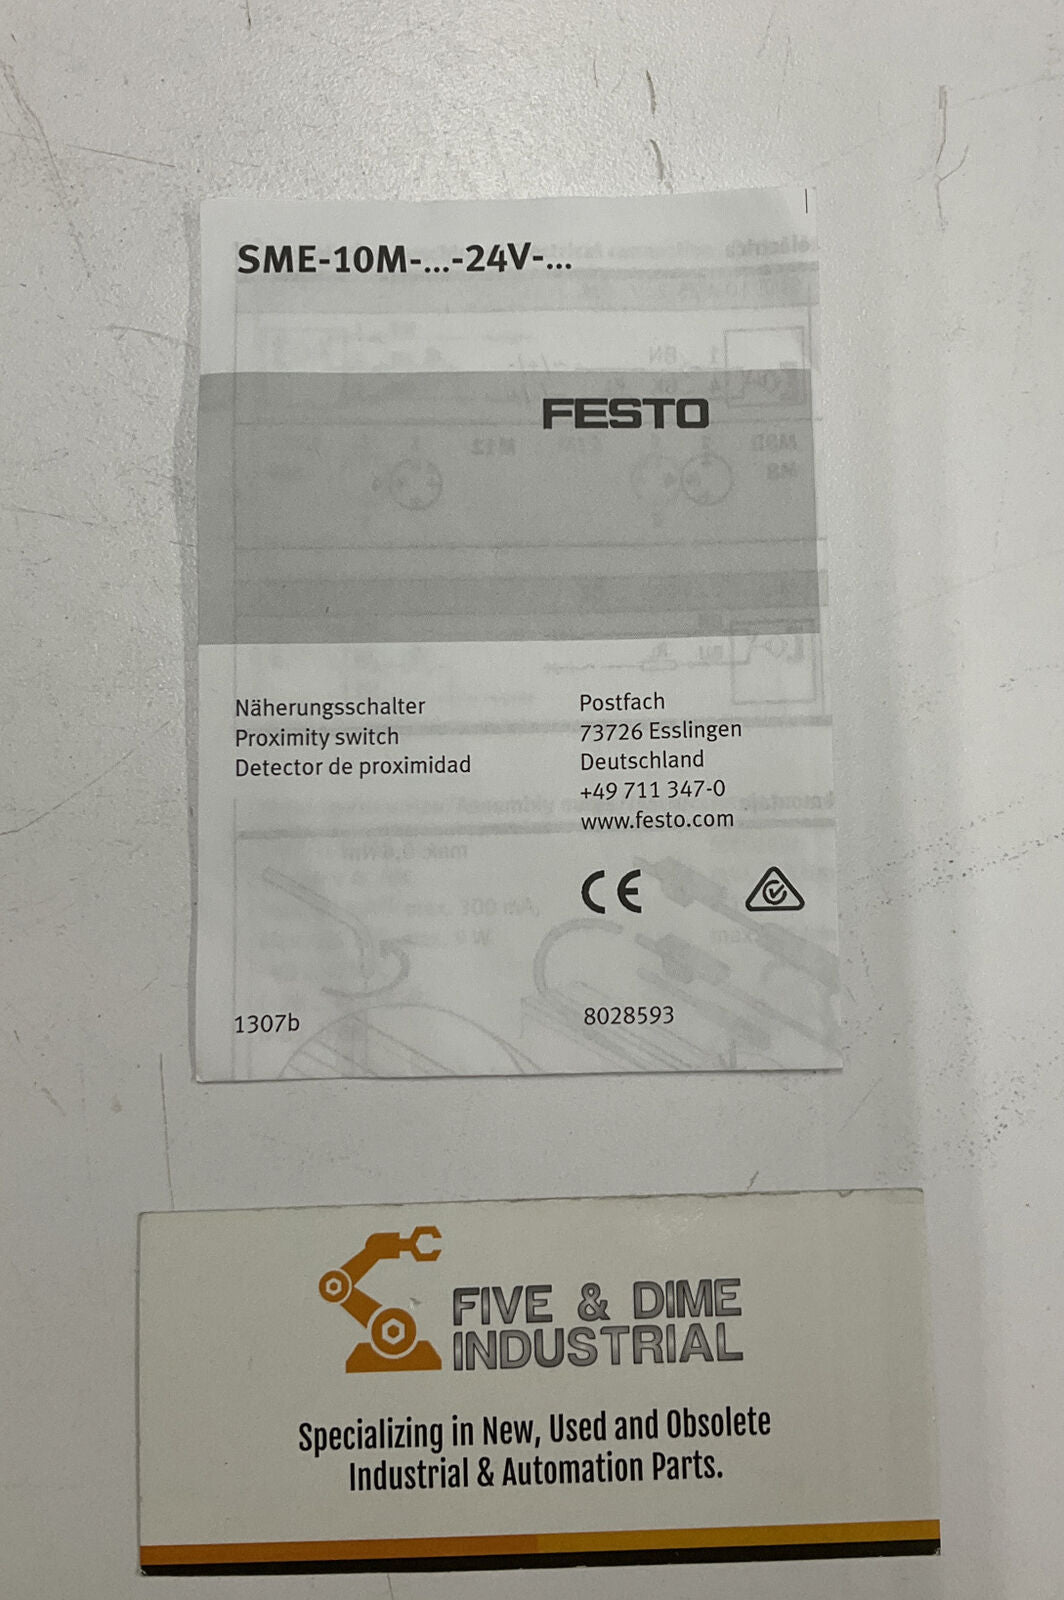 SME-10M-...-24V-...
FESTO
Näherungsschalter
Proximity switch
Detector de proximidad
Postfach
73726 Esslingen
Deutschland
+49 711 347-0
www.festo.com
CE
1307b
8028593
FIVE & DIME
INDUSTRIAL
Specializing in New, Used and Obsolete
Industrial & Automation Parts.